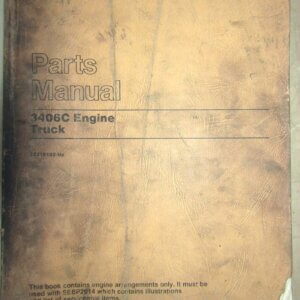 Parts
Manual
3406C Engine
Truck
This book contains engine arrangements only. It must be
used with SEBP2014 which contains illustrations